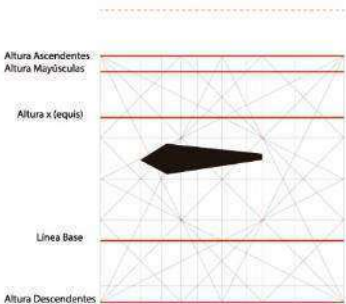 Altura Ascendentes
Altura Mayúsculas
Altura x (equis)
Línea Base
Altura Descendentes